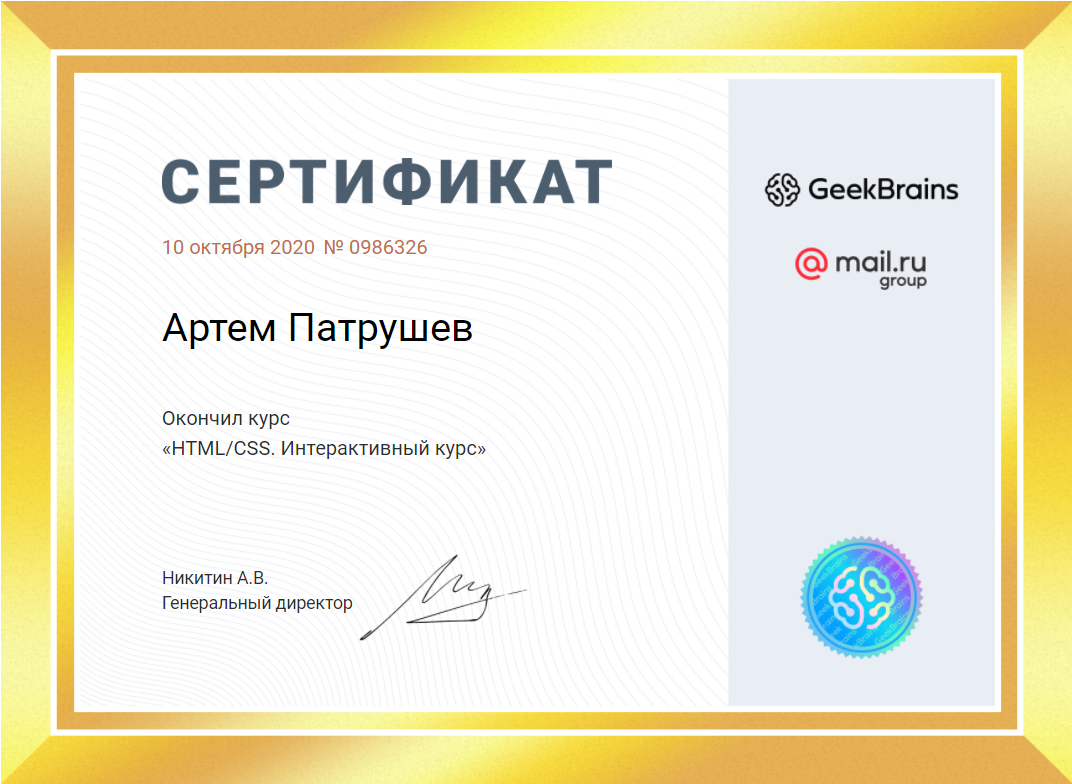 СЕРТИФИКАТ
10 октября 2020 № 0986326
Артем Патрушев
Окончил курс
«HTML/CSS. Интерактивный курс»
Никитин А.В.
Генеральный директор
GeekBrains
@mail.ru
group